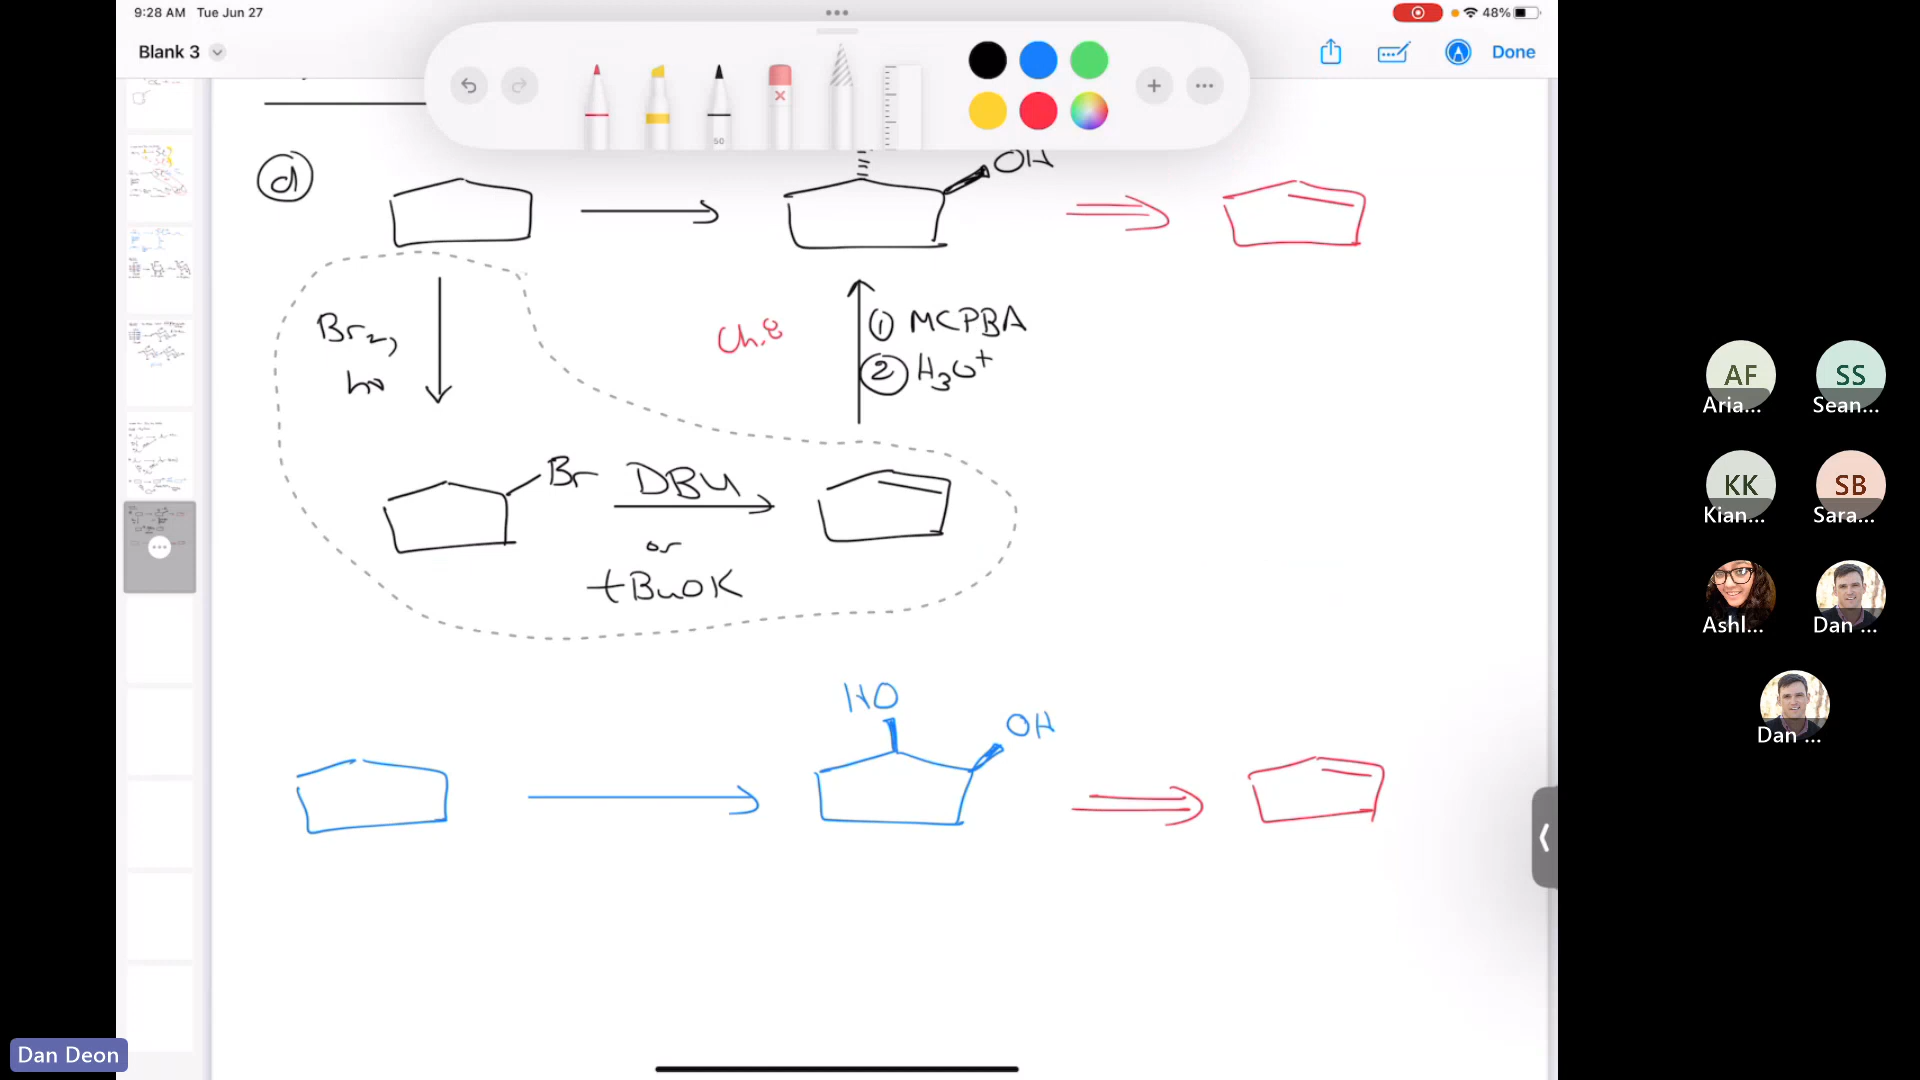 9:28 AM Tue Jun 27
48%
Blank 3
Done
50
d
OH
Br2,
hν
Ch. 8
① MCPBA
② H3O+
Br
DBU
or
tBuOK
HO
OH
AF
Aria...
SS
Sean...
KK
Kian...
SB
Sara...
Ashl...
Dan ...
Dan ...
Dan Deon